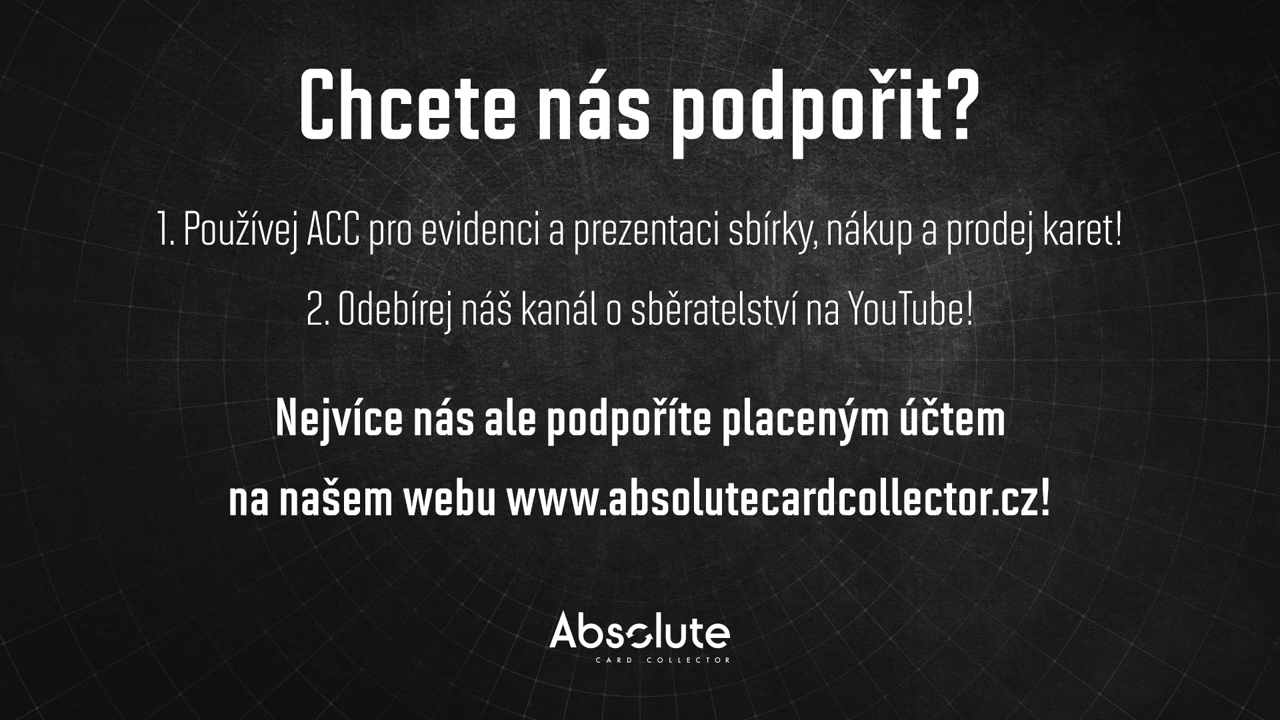 Chcete nás podpořit?
1. Používej ACC pro evidenci a prezentaci sbírky, nákup a prodej karet!
2. Odebírej náš kanál o sběratelství na YouTube!
Nejvíce nás ale podpoříte placeným účtem
na našem webu www.absolutecardcollector.cz!
Absolute
CARD COLLECTOR